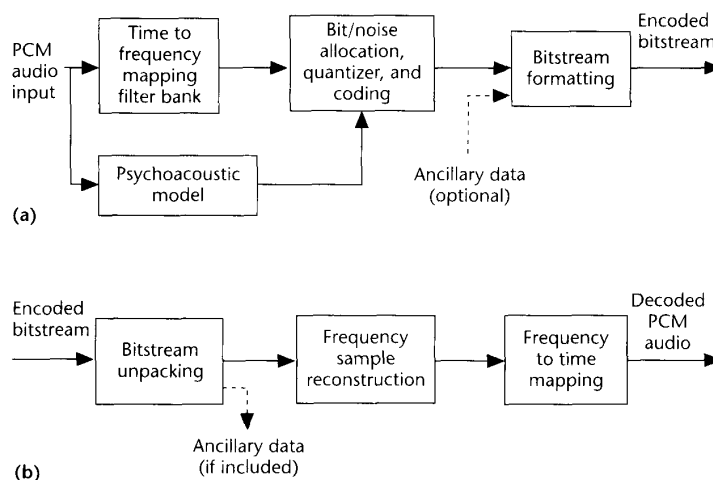 PCM
audio
input
Time to
frequency
mapping
filter bank
Bit/noise
allocation,
quantizer, and
coding
Bitstream
formatting
Encoded
bitstream
Psychoacoustic
model
Ancillary data
(optional)
(a)
Encoded
bitstream
Bitstream
unpacking
Frequency
sample
reconstruction
Frequency
to time
mapping
Decoded
PCM
audio
Ancillary data
(if included)
(b)